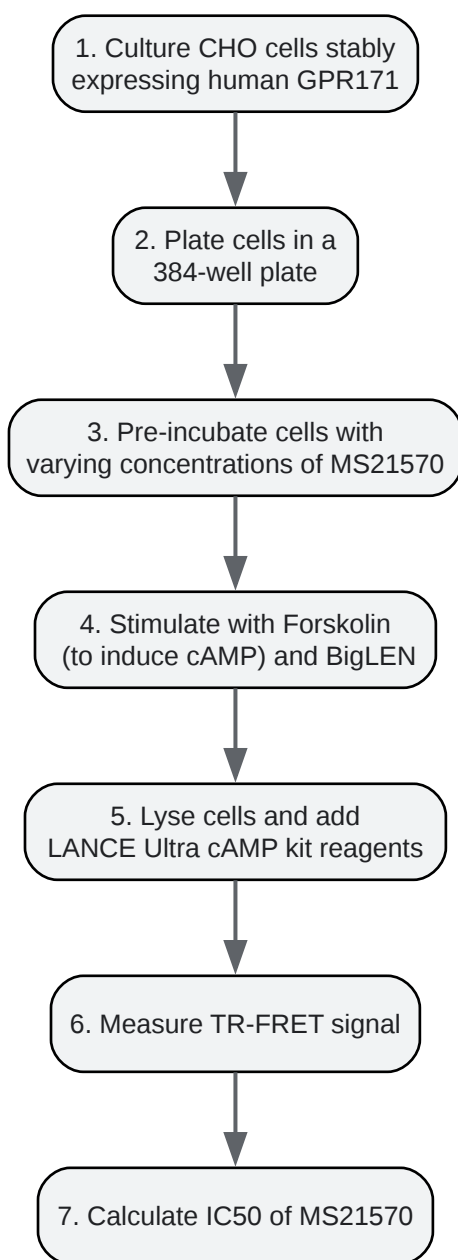 1. Culture CHO cells stably
expressing human GPR171
2. Plate cells in a
384-well plate
3. Pre-incubate cells with
varying concentrations of MS21570
4. Stimulate with Forskolin
(to induce cAMP) and BigLEN
5. Lyse cells and add
LANCE Ultra cAMP kit reagents
6. Measure TR-FRET signal
7. Calculate IC50 of MS21570